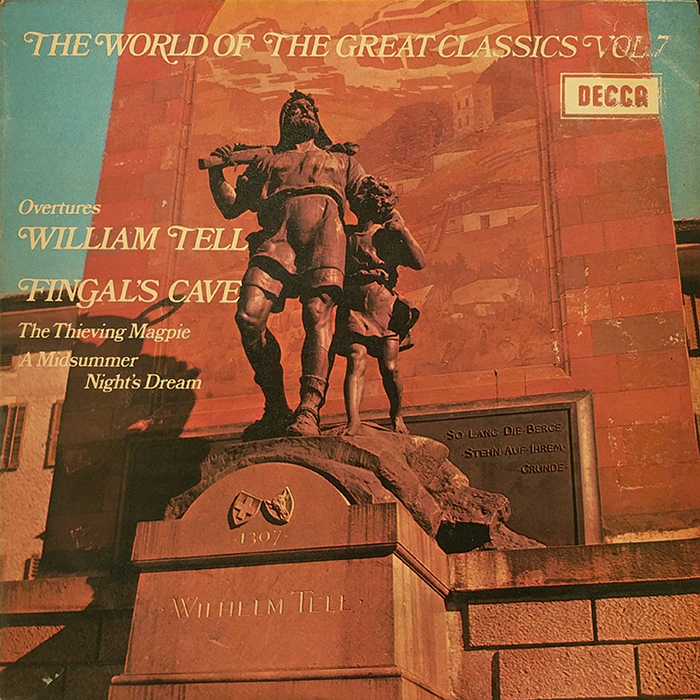 THE WORLD OF THE GREAT CLASSICS VOL. 7
DECCA
Overtures
WILLIAM TELL
FINGAL'S CAVE
The Thieving Magpie
A Midsummer
Night's Dream
SO·LANG·DIE·BERGE·
STEHN·AUF·IHREM·
GRUNDE
·1307·
·WILHELM TELL·